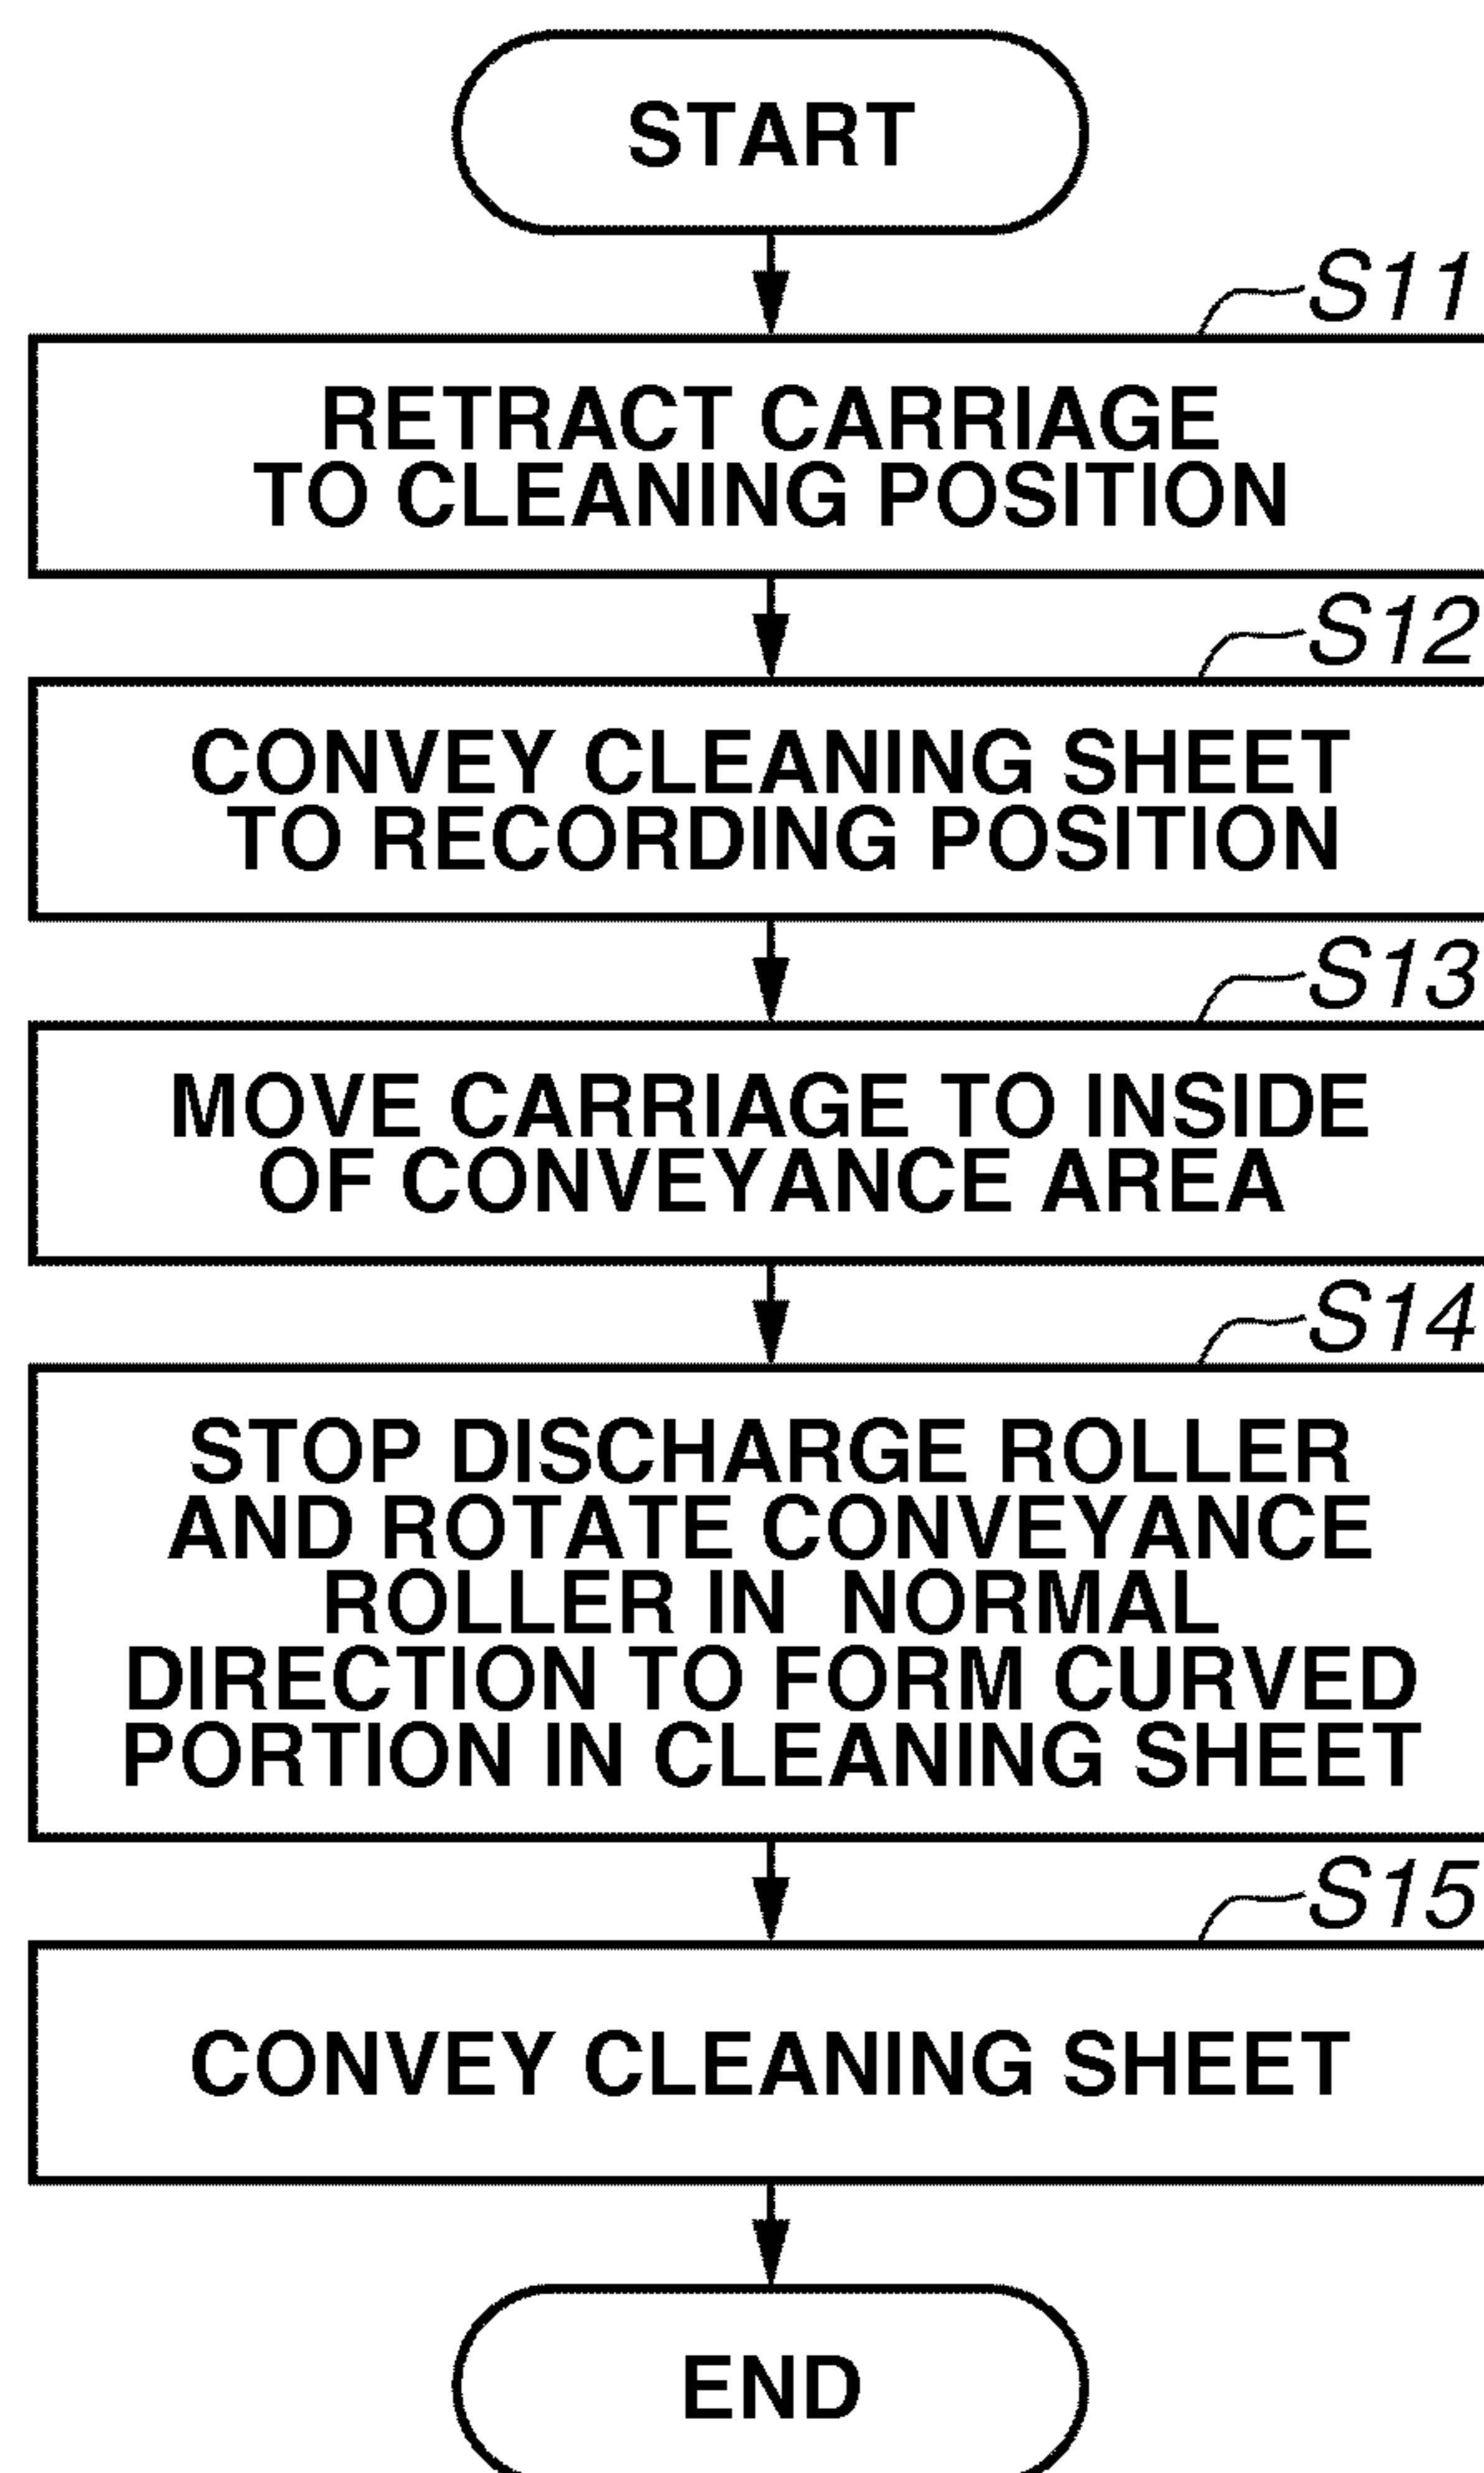 START
S11
RETRACT CARRIAGE
TO CLEANING POSITION
S12
CONVEY CLEANING SHEET
TO RECORDING POSITION
S13
MOVE CARRIAGE TO INSIDE
OF CONVEYANCE AREA
S14
STOP DISCHARGE ROLLER
AND ROTATE CONVEYANCE
ROLLER IN NORMAL
DIRECTION TO FORM CURVED
PORTION IN CLEANING SHEET
S15
CONVEY CLEANING SHEET
END